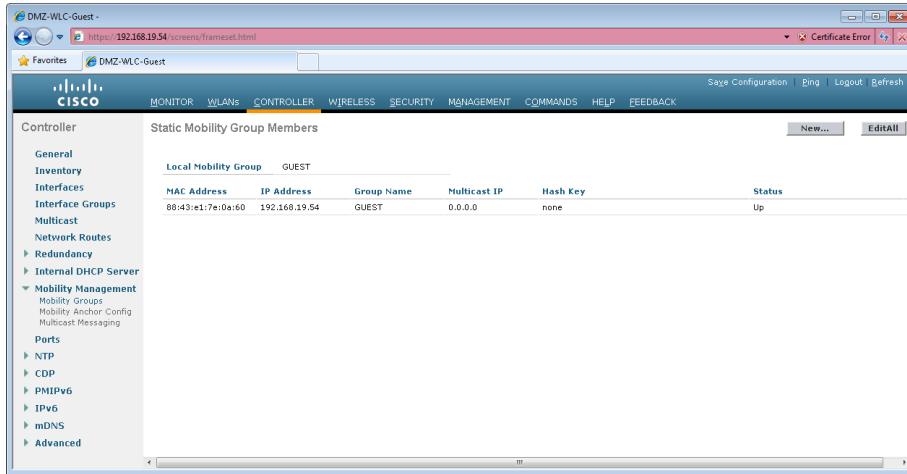 DMZ-WLC-Guest -
https://192.168.19.54/screens/frameset.html
Certificate Error
Favorites
DMZ-WLC-Guest
Save Configuration | Ping | Logout | Refresh
CISCO
MONITOR WLANs CONTROLLER WIRELESS SECURITY MANAGEMENT COMMANDS HELP FEEDBACK
Controller
General
Inventory
Interfaces
Interface Groups
Multicast
Network Routes
Redundancy
Internal DHCP Server
Mobility Management
Mobility Groups
Mobility Anchor Config
Multicast Messaging
Ports
NTP
CDP
PMIPv6
IPv6
mDNS
Advanced
Static Mobility Group Members
New... EditAll
Local Mobility Group GUEST
MAC Address IP Address Group Name Multicast IP Hash Key Status
88:43:e1:7e:0a:60 192.168.19.54 GUEST 0.0.0.0 none Up